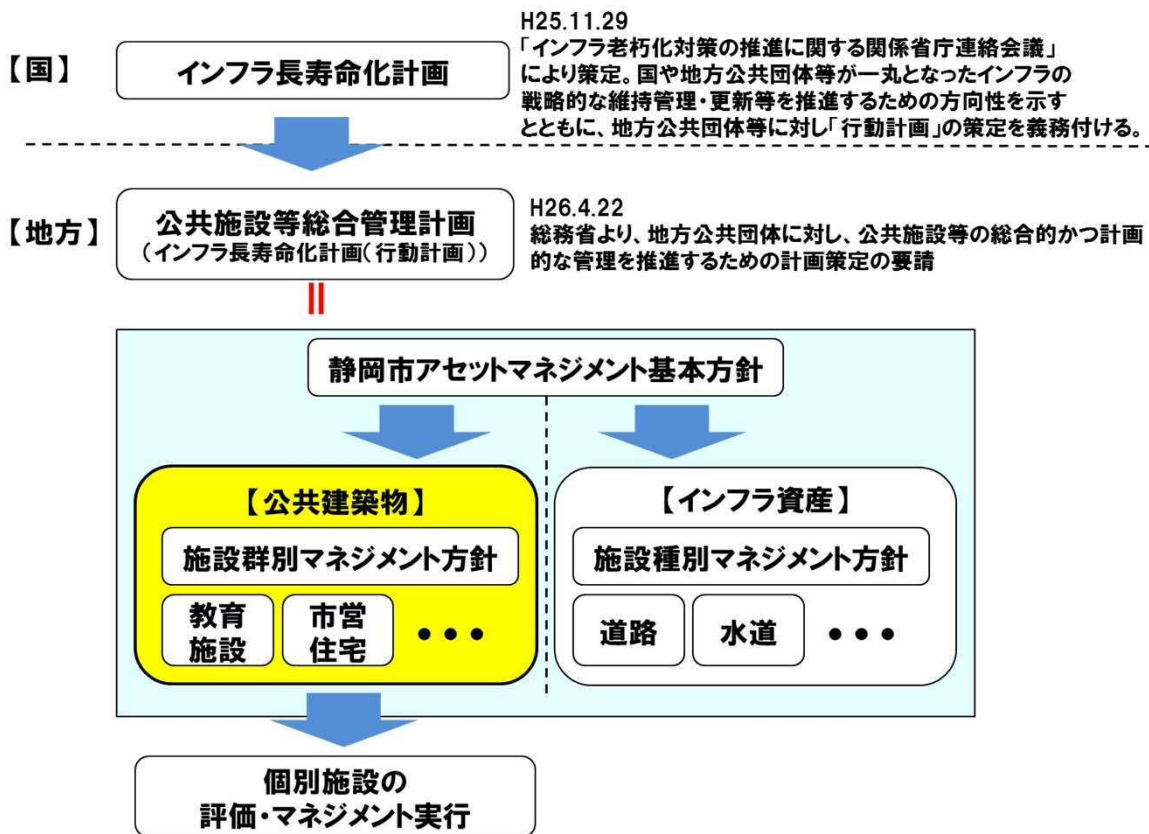 H25.11.29
【国】
インフラ長寿命化計画
「インフラ老朽化対策の推進に関する関係省庁連絡会議」
により策定。国や地方公共団体等が一丸となったインフラの
戦略的な維持管理・更新等を推進するための方向性を示す
とともに、地方公共団体等に対し「行動計画」の策定を義務付ける。
【地方】
公共施設等総合管理計画
(インフラ長寿命化計画(行動計画))
H26.4.22
総務省より、地方公共団体に対し、公共施設等の総合的かつ計画
的な管理を推進するための計画策定の要請
静岡市アセットマネジメント基本方針
【公共建築物】
施設群別マネジメント方針
教育
施設
市営
住宅
・・・
【インフラ資産】
施設種別マネジメント方針
道路
水道
・・・
個別施設の
評価・マネジメント実行